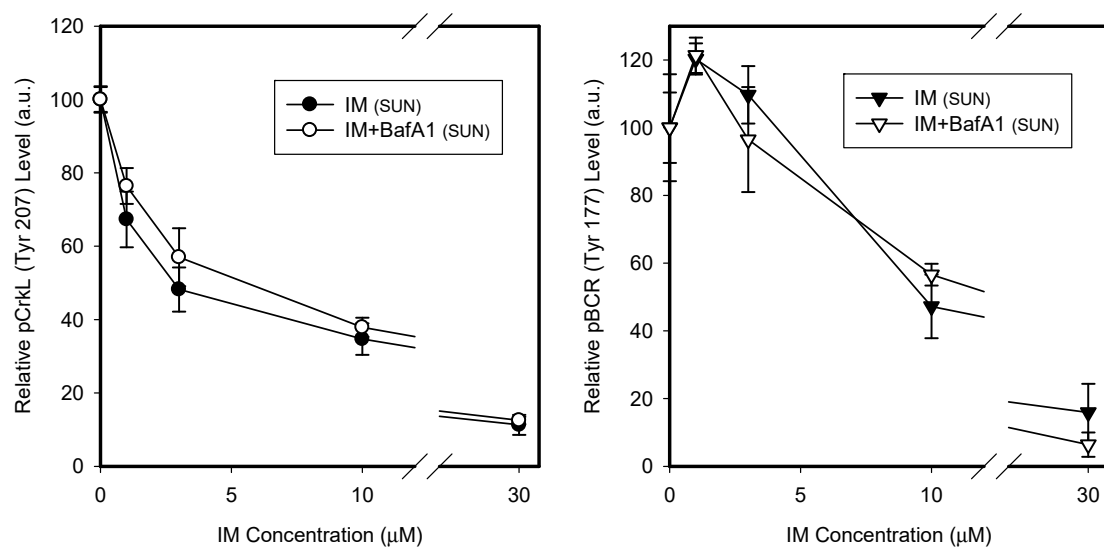 Relative pCrkL (Tyr 207) Level (a.u.)
120
100
80
60
40
20
0
IM (SUN)
IM+BafA1 (SUN)
0
5
10
30
IM Concentration (μM)
Relative pBCR (Tyr 177) Level (a.u.)
120
100
80
60
40
20
0
IM (SUN)
IM+BafA1 (SUN)
0
5
10
30
IM Concentration (μM)